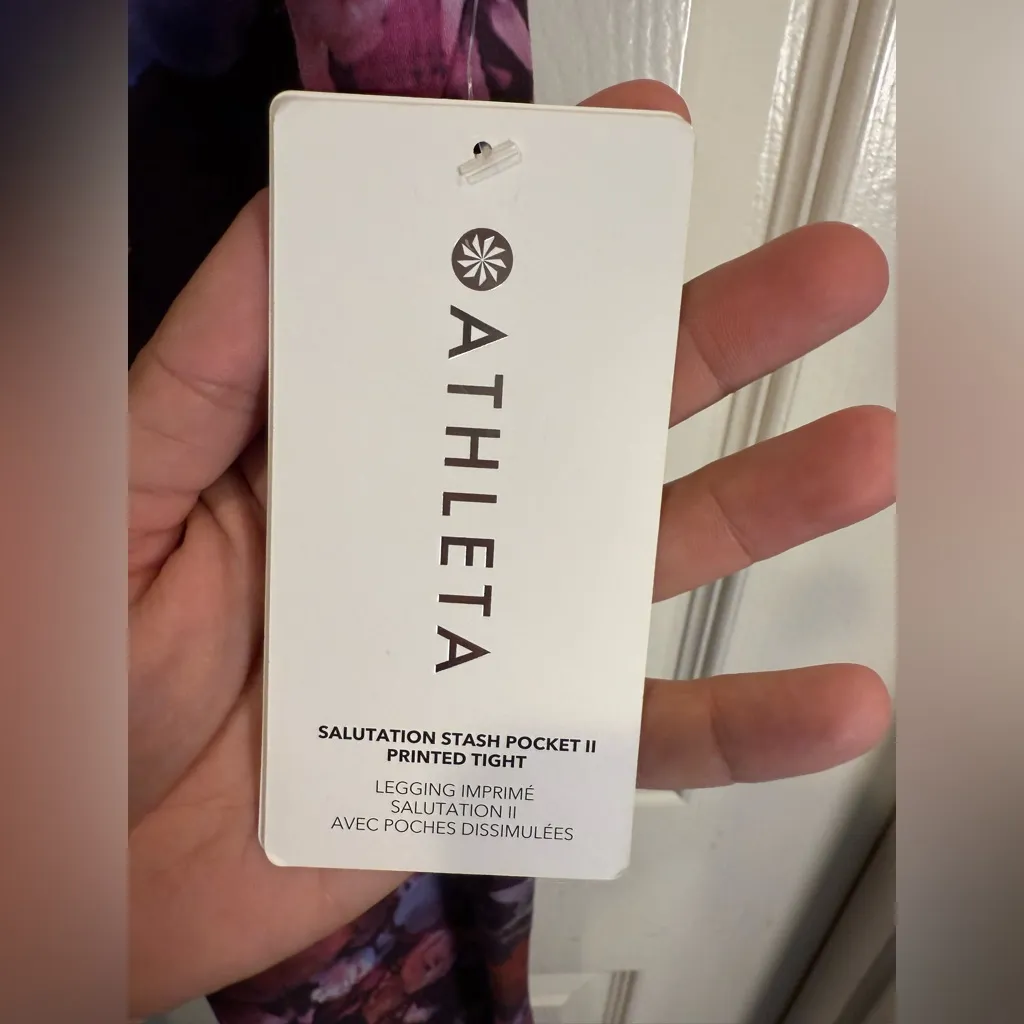 ATHLETA
SALUTATION STASH POCKET II
PRINTED TIGHT
LEGGING IMPRIMÉ
SALUTATION II
AVEC POCHES DISSIMULÉES